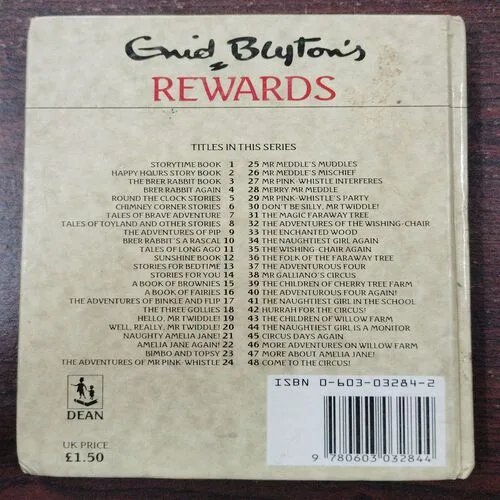 Enid Blyton's
REWARDS
TITLES IN THIS SERIES
STORYTIME BOOK 1
HAPPY HOURS STORY BOOK 2
THE BRER RABBIT BOOK 3
BRER RABBIT AGAIN 4
ROUND THE CLOCK STORIES 5
CHIMNEY CORNER STORIES 6
TALES OF BRAVE ADVENTURE 7
TALES OF TOYLAND AND OTHER STORIES 8
THE ADVENTURES OF PIP 9
BRER RABBIT'S A RASCAL 10
TALES OF LONG AGO 11
SUNSHINE BOOK 12
STORIES FOR BEDTIME 13
STORIES FOR YOU 14
A BOOK OF BROWNIES 15
A BOOK OF FAIRIES 16
THE ADVENTURES OF BINKLE AND FLIP 17
THE THREE GOLLIES 18
HELLO, MR TWIDDLE! 19
WELL, REALLY, MR TWIDDLE! 20
NAUGHTY AMELIA JANE! 21
AMELIA JANE AGAIN! 22
BIMBO AND TOPSY 23
THE ADVENTURES OF MR PINK-WHISTLE 24
25 MR MEDDLE'S MUDDLES
26 MR MEDDLE'S MISCHIEF
27 MR PINK-WHISTLE INTERFERES
28 MERRY MR MEDDLE
29 MR PINK-WHISTLE'S PARTY
30 DON'T BE SILLY, MR TWIDDLE!
31 THE MAGIC FARAWAY TREE
32 THE ADVENTURES OF THE WISHING-CHAIR
33 THE ENCHANTED WOOD
34 THE NAUGHTIEST GIRL AGAIN
35 THE WISHING-CHAIR AGAIN
36 THE FOLK OF THE FARAWAY TREE
37 THE ADVENTUROUS FOUR
38 MR GALLIANO'S CIRCUS
39 THE CHILDREN OF CHERRY TREE FARM
40 THE ADVENTUROUS FOUR AGAIN!
41 THE NAUGHTIEST GIRL IN THE SCHOOL
42 HURRAH FOR THE CIRCUS!
43 THE CHILDREN OF WILLOW FARM
44 THE NAUGHTIEST GIRL IS A MONITOR
45 CIRCUS DAYS AGAIN
46 MORE ADVENTURES ON WILLOW FARM
47 MORE ABOUT AMELIA JANE!
48 COME TO THE CIRCUS!
DEAN
UK PRICE
£1.50
ISBN 0-603-03284-2
9 780603 032844